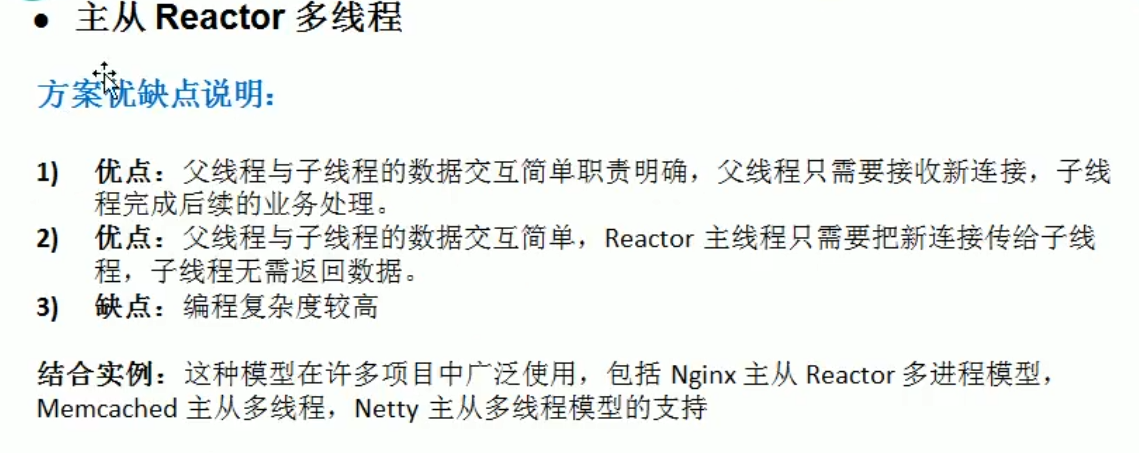 ● 主从 Reactor 多线程
方案优缺点说明：
1) 优点：父线程与子线程的数据交互简单职责明确，父线程只需要接收新连接，子线
程完成后续的业务处理。
2) 优点：父线程与子线程的数据交互简单，Reactor 主线程只需要把新连接传给子线
程，子线程无需返回数据。
3) 缺点：编程复杂度较高
结合实例：这种模型在许多项目中广泛使用，包括 Nginx 主从 Reactor 多进程模型，
Memcached 主从多线程，Netty 主从多线程模型的支持